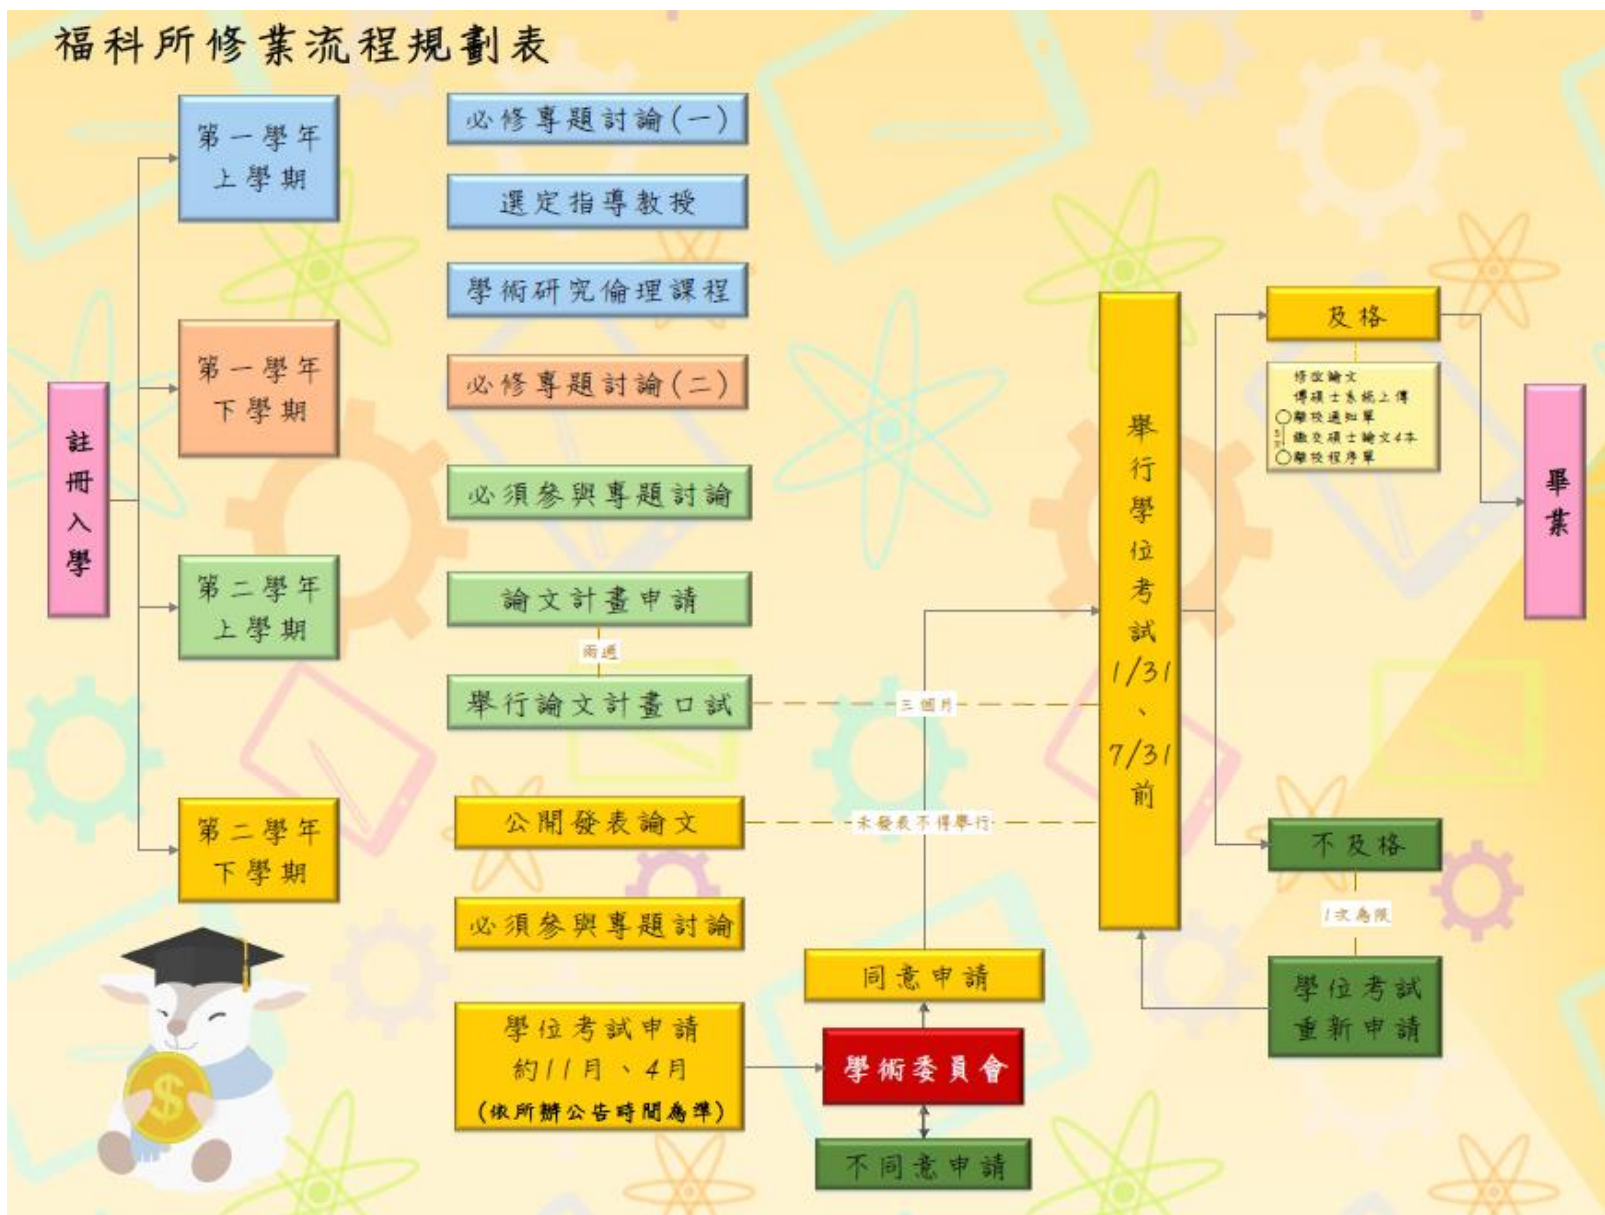 福科所修業流程規劃表
註冊入學
第一學年
上學期
必修專題討論(一)
選定指導教授
學術研究倫理課程
第一學年
下學期
必修專題討論(二)
第二學年
上學期
必須參與專題討論
論文計畫申請
兩週
舉行論文計畫口試
三個月
第二學年
下學期
公開發表論文
未發表不得舉行
必須參與專題討論
學位考試申請
約11月、4月
(依所辦公告時間為準)
學術委員會
同意申請
不同意申請
舉行學位考試
1/31
、
7/31
前
及格
修改論文
博碩士系統上傳
離校通知單
繳交碩士論文4本
離校程序單
不及格
1次為限
學位考試
重新申請
畢業
$